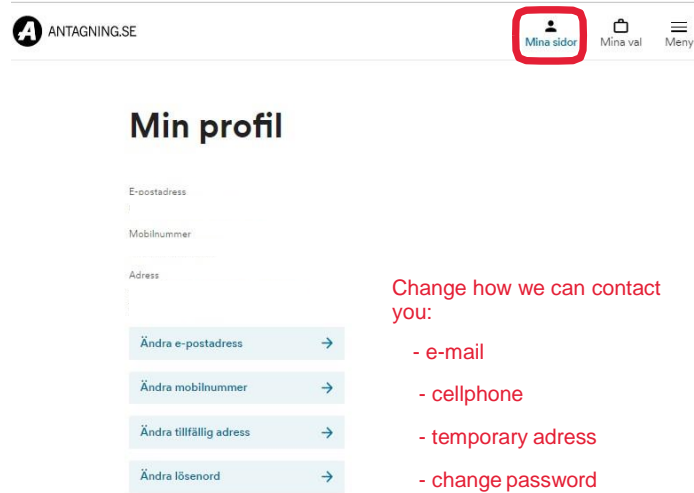 ANTAGNING.SE
Mina sidor
Mina val
Meny
Min profil
E-postadress
Mobilnummer
Adress
Change how we can contact
you:
Ändra e-postadress
- e-mail
Ändra mobilnummer
- cellphone
Ändra tillfällig adress
- temporary adress
Ändra lösenord
- change password